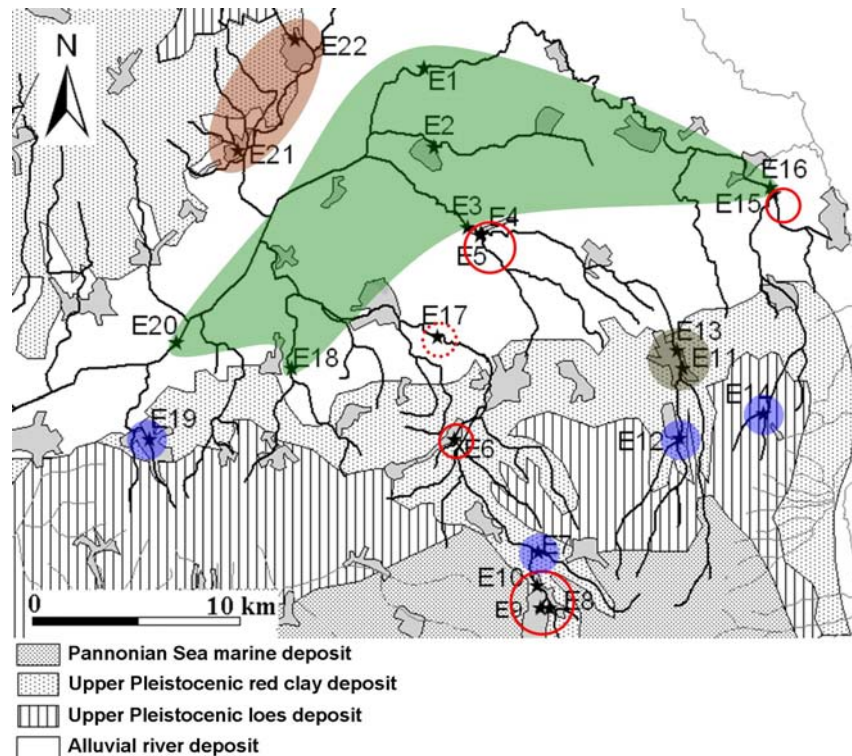 N
E22
E1
E2
E21
E16
E15
E3
E4
E5
E17
E13
E20
E18
E11
E14
E19
E12
E6
E7
E10
E8
E9
0 10 km
Pannonian Sea marine deposit
Upper Pleistocenic red clay deposit
Upper Pleistocenic loes deposit
Alluvial river deposit